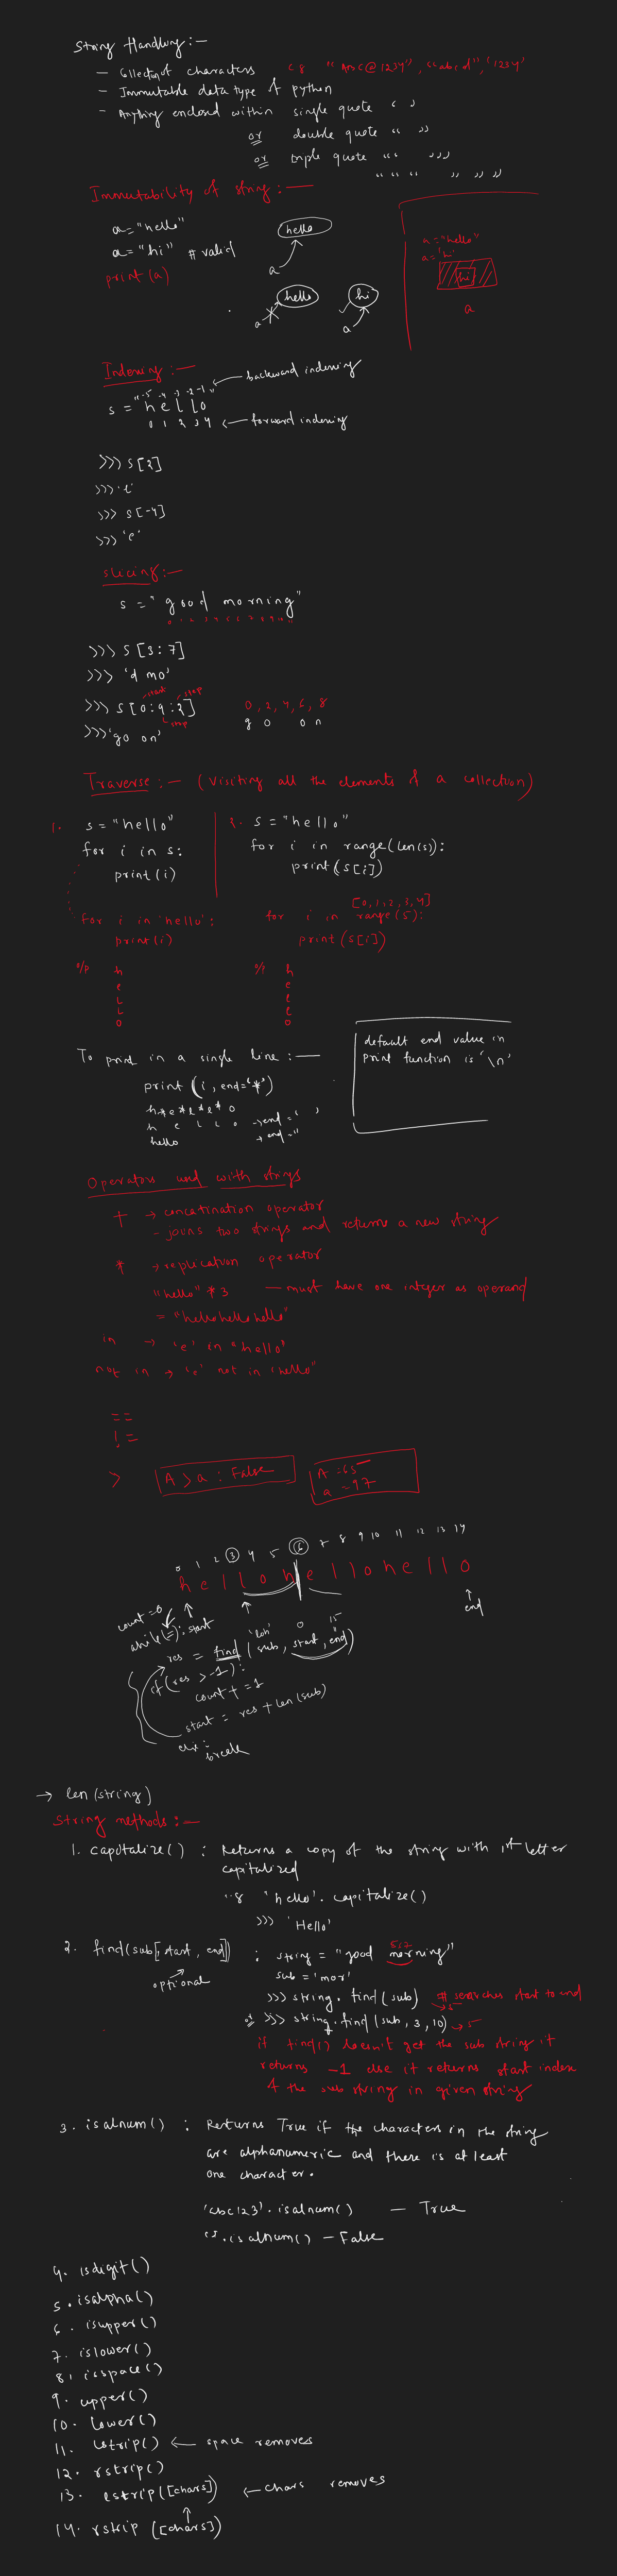 String Handling :-
- Collection of characters eg "Abc@1234", "abcd", '1234'
- Immutable data type of python
- Anything enclosed within single quote ' '
or double quote " "
or triple quote ''' '''
""" """
Immutability of string :-
a = "hello"
a = "hi" # valid
print(a)
hello
a
hello
a
hi
a
a = "hello"
a = 'hi'
hi
a
Indexing :-
backward indexing
-5 -4 -3 -2 -1
s = "hello"
0 1 2 3 4 ← forward indexing
>>> s[2]
>>> 'l'
>>> s[-4]
>>> 'e'
Slicing :-
s = "good morning"
0 1 2 3 4 5 6 7 8 9 10 11
>>> s[3:7]
>>> 'd mo'
start stop
>>> s[0:9:2] 0, 2, 4, 6, 8
step
g o o n
>>> 'go on'
Traverse :- (Visiting all the elements of a collection)
1. s = "hello"
for i in s:
print(i)
for i in 'hello':
print(i)
o/p h
e
l
l
o
2. s = "hello"
for i in range(len(s)):
print(s[i])
[0,1,2,3,4]
for i in range(5):
print(s[i])
o/p h
e
l
l
o
To print in a single line :-
print(i, end='*')
h*e*l*l*o
h e l l o → end=' '
hello → end=''
default end value in
print function is '\n'
Operators used with strings
+ → concatination operator
- joins two strings and returns a new string
* → replication operator
"hello" * 3 - must have one integer as operand
= "hellohellohello"
in → 'e' in "hello"
not in → 'e' not in "hello"
==
!=
> A > a : False
A = 65
a - 97
0 1 2 3 4 5 6 7 8 9 10 11 12 13 14
hellohellohello
count = 0
start
end
while( ):
'loh' 0 15
res = find(sub, start, end)
if(res > -1):
count += 1
start = res + len(sub)
else:
break
→ len(string)
String methods :-
1. capitalize() : Returns a copy of the string with 1st letter
capitalized
eg 'hello'.capitalize()
>>> 'Hello'
2. find(sub[,start, end]) : string = "good morning"
optional
sub = 'mor'
>>> string.find(sub) # searches start to end
→ 5
or >>> string.find(sub, 3, 10) → 5
if find() doesn't get the sub string it
returns -1 else it returns start index
of the sub string in given string
3. isalnum() : Returns True if the characters in the string
are alphanumeric and there is at least
one character.
'abc123'.isalnum() - True
''.isalnum() - False
4. isdigit()
5. isalpha()
6. isupper()
7. islower()
8. isspace()
9. upper()
10. lower()
11. lstrip() ← space removes
12. rstrip()
13. lstrip([chars]) ← chars removes
14. rstrip([chars])